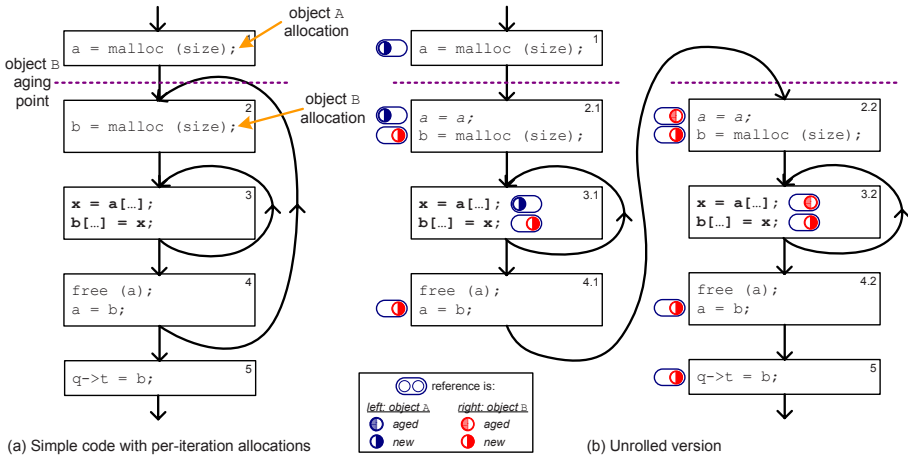 object A
allocation
1
a = malloc (size);
object B
aging
point
2
b = malloc (size);
object B
allocation
3
x = a[…];
b[…] = x;
4
free (a);
a = b;
5
q->t = b;
(a) Simple code with per-iteration allocations
1
a = malloc (size);
2.1
a = a;
b = malloc (size);
3.1
x = a[…];
b[…] = x;
4.1
free (a);
a = b;
reference is:
left: object A
right: object B
aged
aged
new
new
2.2
a = a;
b = malloc (size);
3.2
x = a[…];
b[…] = x;
4.2
free (a);
a = b;
5
q->t = b;
(b) Unrolled version